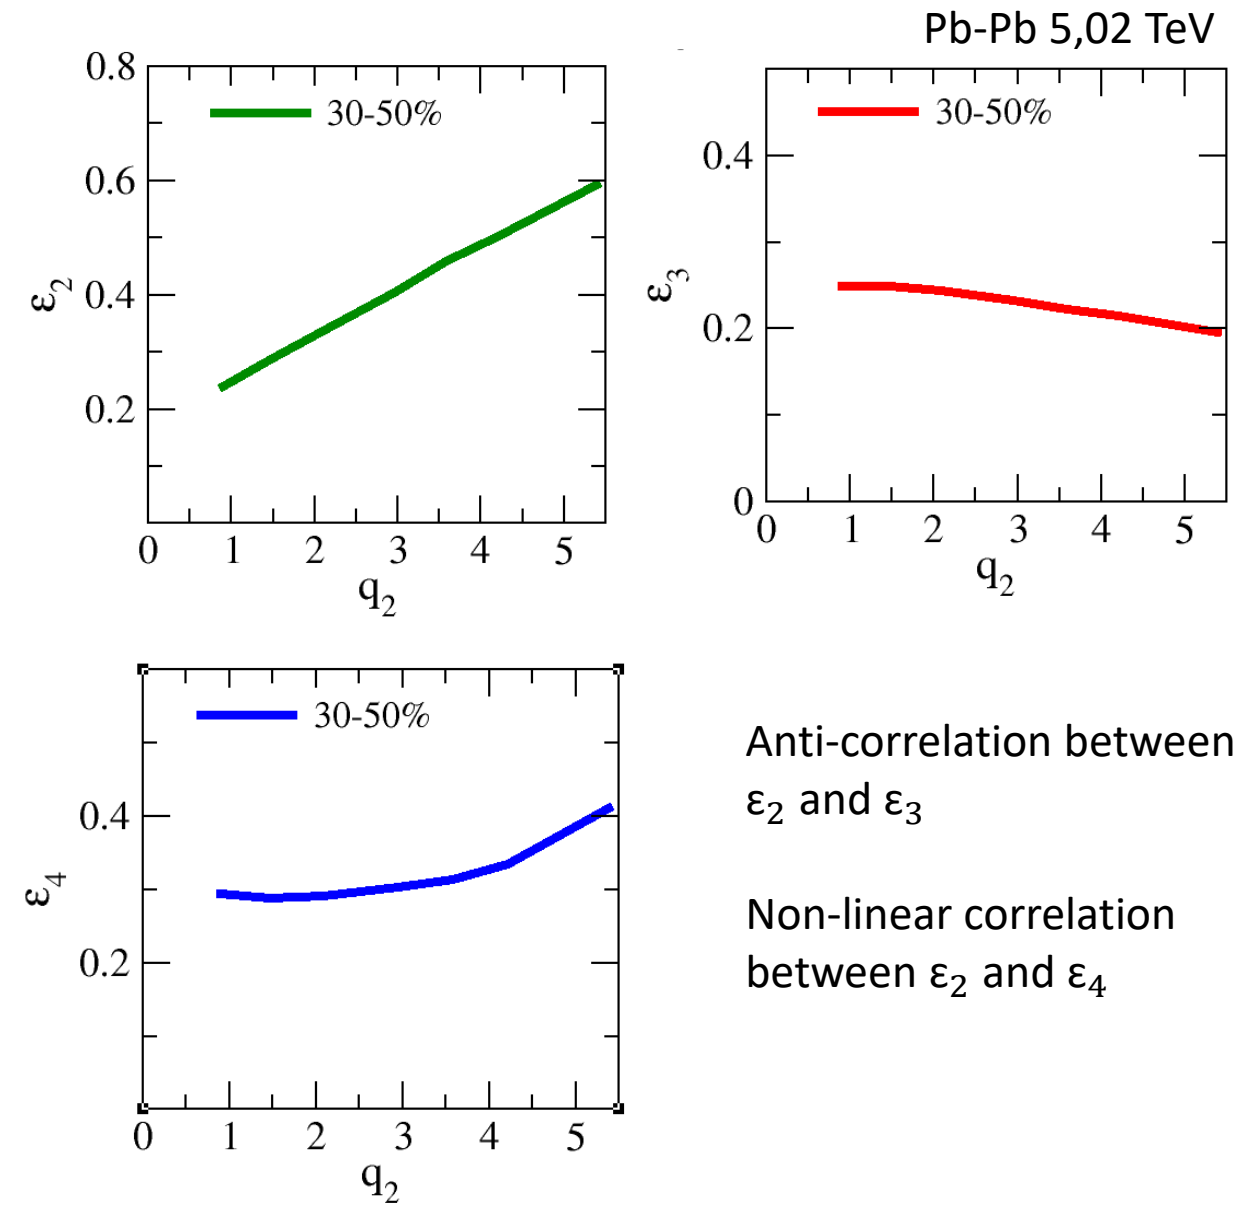 Pb-Pb 5,02 TeV
0.8
0.6
0.4
0.2
ε2
30-50%
0 1 2 3 4 5
q2
0.4
0.2
0
ε3
30-50%
0 1 2 3 4 5
q2
0.4
0.2
ε4
30-50%
0 1 2 3 4 5
q2
Anti-correlation between
ε2 and ε3
Non-linear correlation
between ε2 and ε4